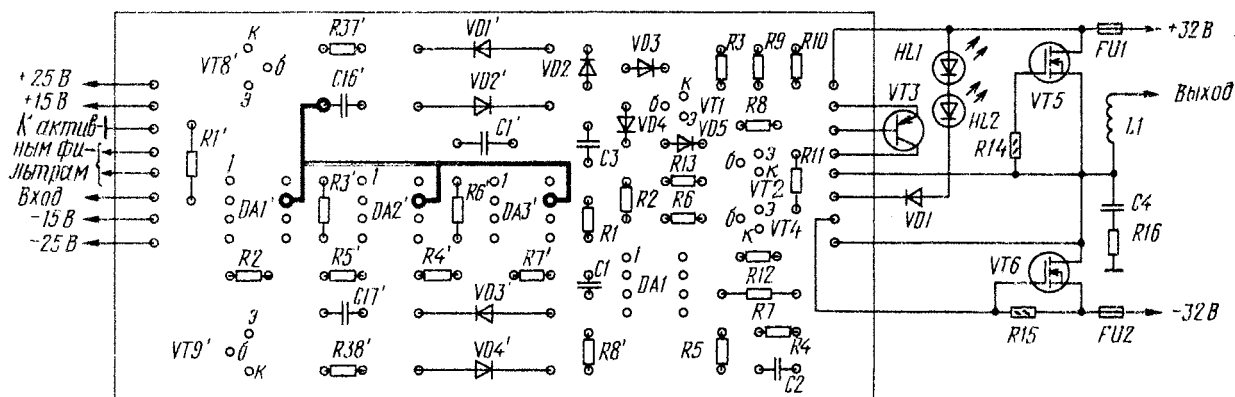 +25 В
+15 В
К актив-
ным фи-
льтрам
Вход
-15 В
-25 В
R1'
VT8'
к
б
э
R37'
C16'
VD1'
VD2'
C1'
VD2
VD3
C3
VD4
б
к
э
VT1
VD5
R3
R9
R10
R8
R11
R13
R6
R2
R1
б
э
к
VT2
б
э
к
VT4
1
DA1'
R3'
1
DA2'
R6'
1
DA3'
R2
R5'
R4'
R7'
C1
1
DA1
R12
R7
R4
C2
R5
R8'
C17'
VD3'
VD4'
R38'
VT9'
э
б
к
HL1
HL2
VT3
VD1
VT5
R14
FU1
+32 В
Выход
L1
C4
R16
VT6
R15
FU2
-32 В